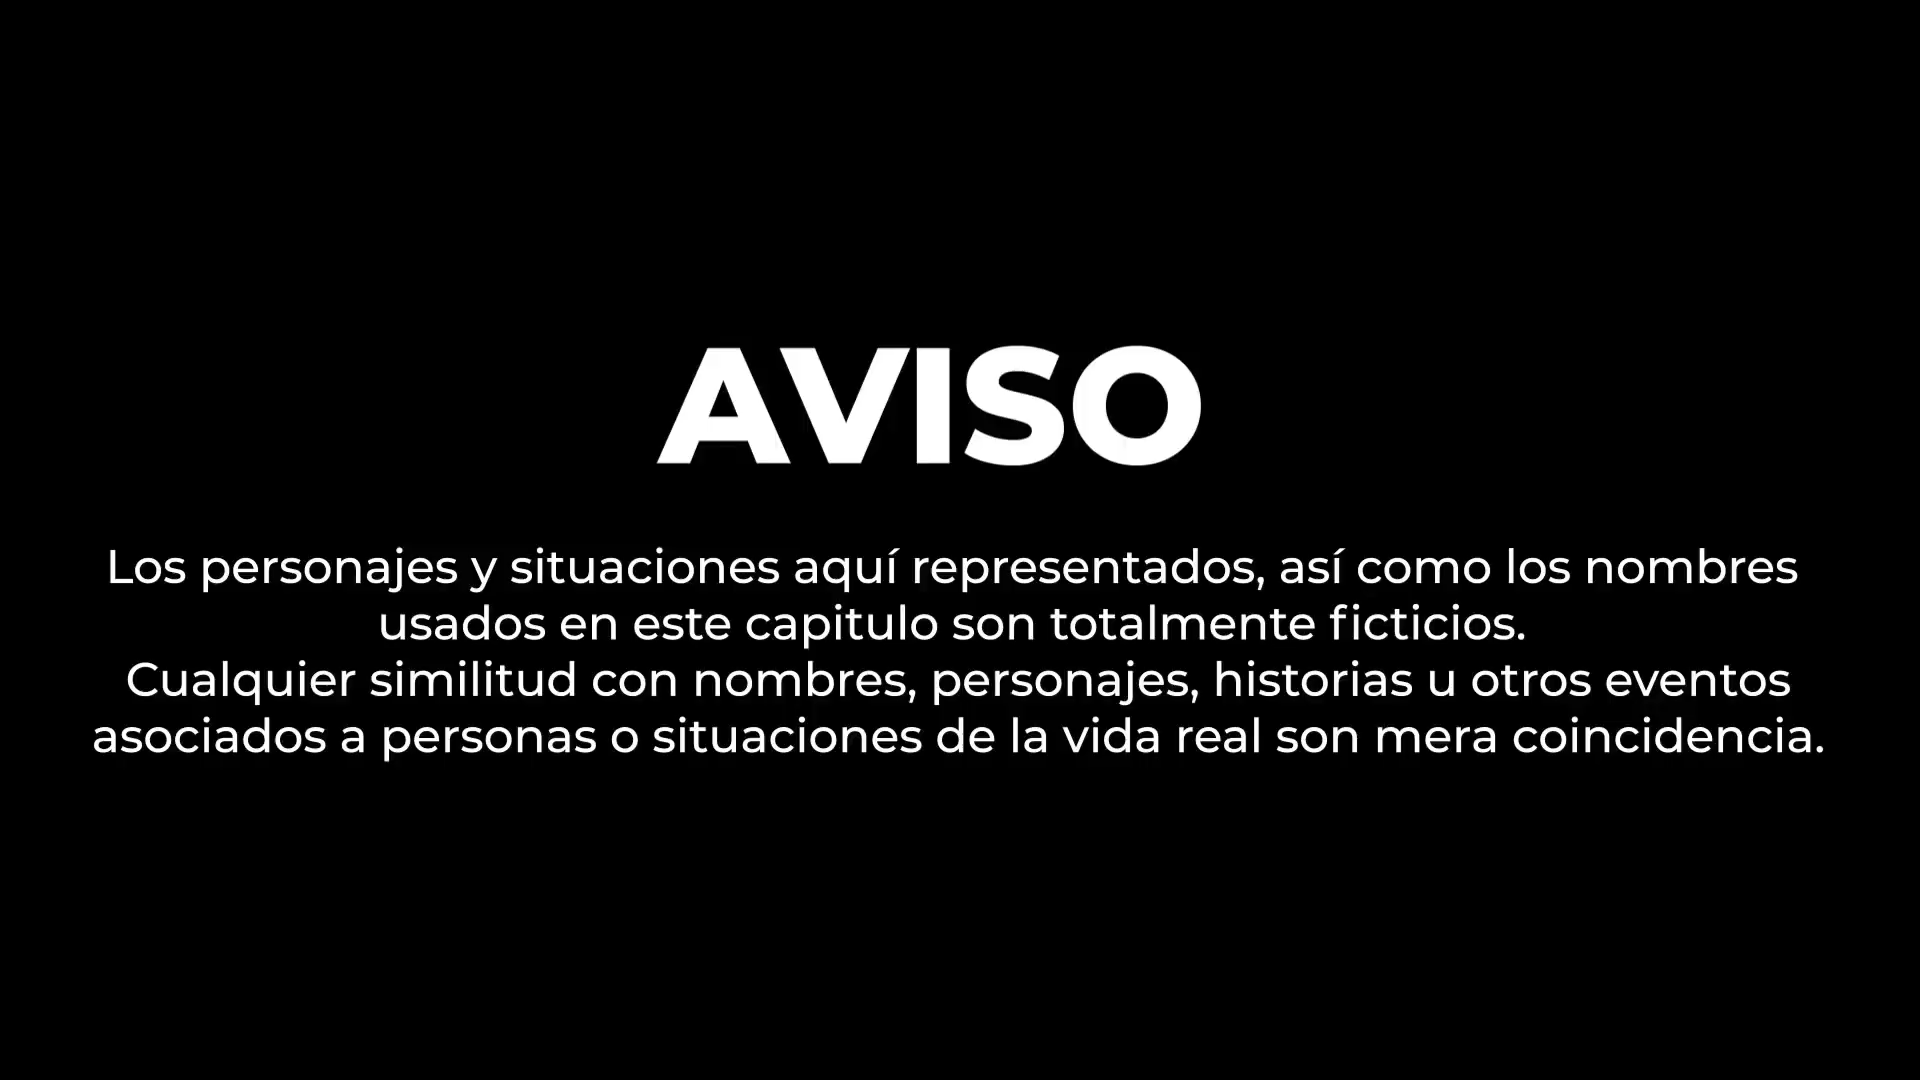 AVISO
Los personajes y situaciones aquí representados, así como los nombres
usados en este capitulo son totalmente ficticios.
Cualquier similitud con nombres, personajes, historias u otros eventos
asociados a personas o situaciones de la vida real son mera coincidencia.